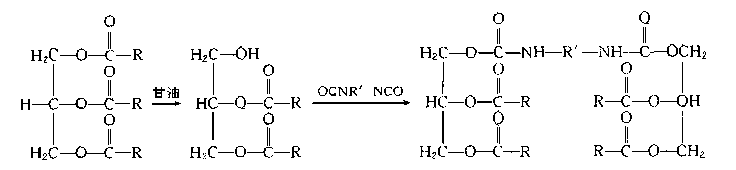 O O O
H₂C—O—C—R H₂C—OH H₂C—O—C—NH—R′—NH—C—OCH₂
O O O O
H—C—O—C—R 甘油 HC—O—C—R OCNR′ NCO HC—O—C—R R—C—O—OH
O O O O
H₂C—O—C—R H₂C—O—C—R H₂C—O—C—R R—C—O—CH₂